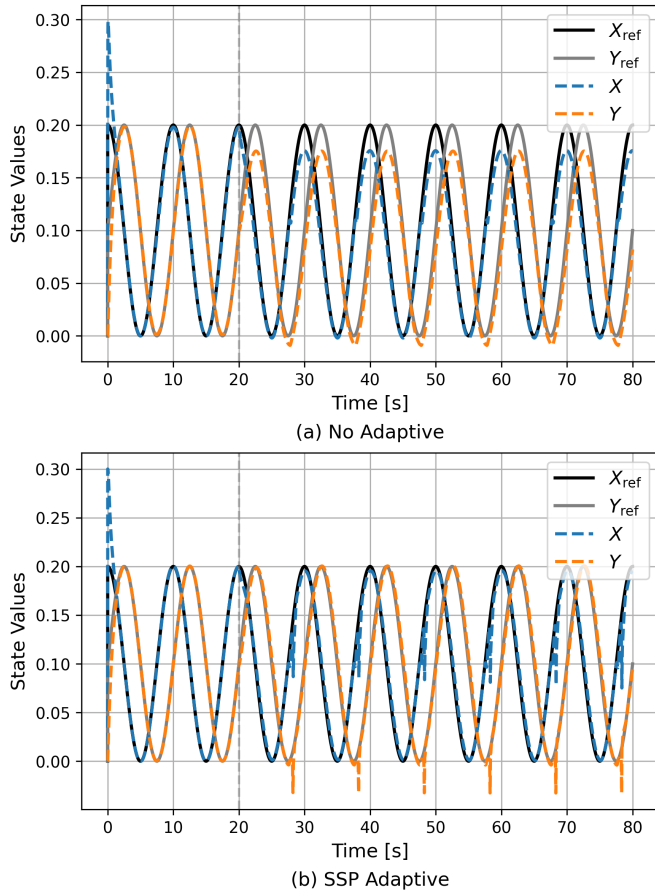 0.30
0.25
0.20
0.15
0.10
0.05
0.00
State Values
X_ref
Y_ref
X
Y
0 10 20 30 40 50 60 70 80
Time [s]
(a) No Adaptive
0.30
0.25
0.20
0.15
0.10
0.05
0.00
State Values
X_ref
Y_ref
X
Y
0 10 20 30 40 50 60 70 80
Time [s]
(b) SSP Adaptive